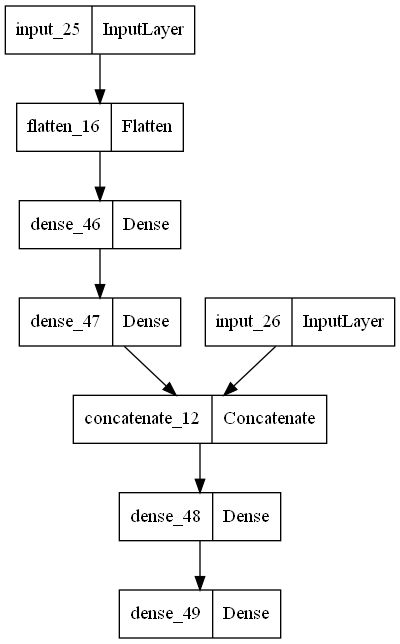 input_25 InputLayer
flatten_16 Flatten
dense_46 Dense
dense_47 Dense
input_26 InputLayer
concatenate_12 Concatenate
dense_48 Dense
dense_49 Dense